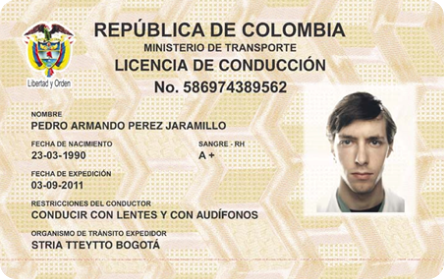 REPÚBLICA DE COLOMBIA
MINISTERIO DE TRANSPORTE
LICENCIA DE CONDUCCIÓN
No. 586974389562
Libertad y Orden
NOMBRE
PEDRO ARMANDO PEREZ JARAMILLO
FECHA DE NACIMIENTO SANGRE - RH
23-03-1990 A +
FECHA DE EXPEDICIÓN
03-09-2011
RESTRICCIONES DEL CONDUCTOR
CONDUCIR CON LENTES Y CON AUDÍFONOS
ORGANISMO DE TRÁNSITO EXPEDIDOR
STRIA TTEYTTO BOGOTÁ